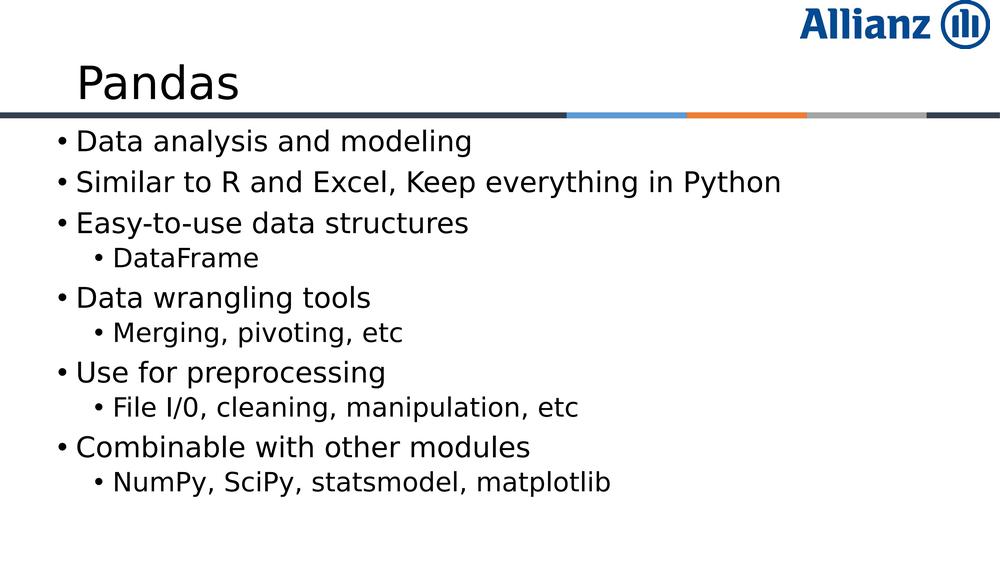 Allianz
Pandas
• Data analysis and modeling
• Similar to R and Excel, Keep everything in Python
• Easy-to-use data structures
• DataFrame
• Data wrangling tools
• Merging, pivoting, etc
• Use for preprocessing
• File I/0, cleaning, manipulation, etc
• Combinable with other modules
• NumPy, SciPy, statsmodel, matplotlib